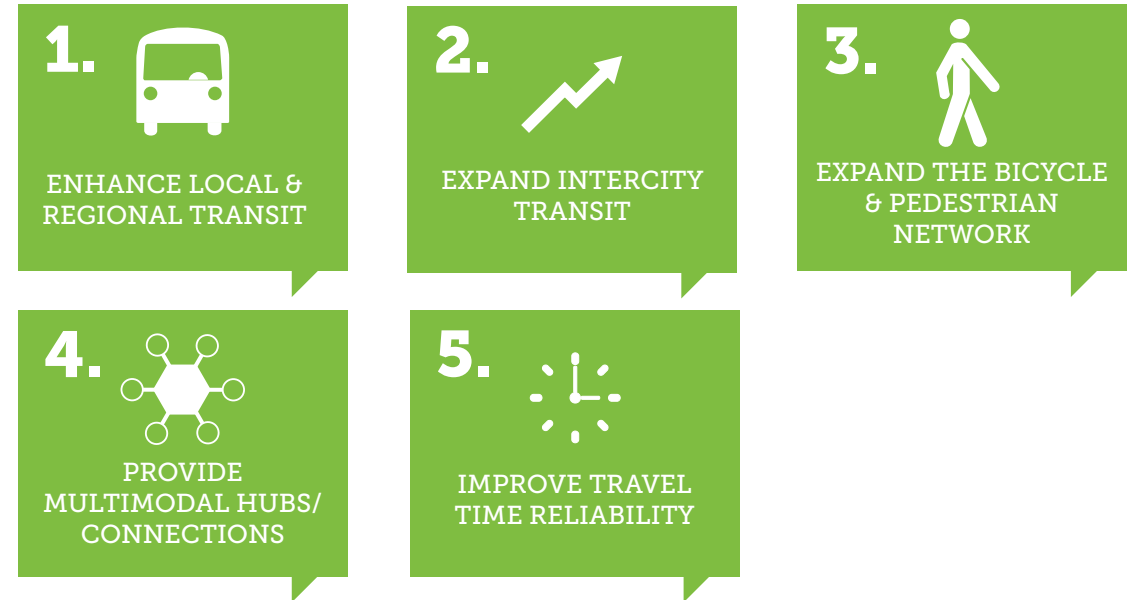 1.
ENHANCE LOCAL &
REGIONAL TRANSIT
2.
EXPAND INTERCITY
TRANSIT
3.
EXPAND THE BICYCLE
& PEDESTRIAN
NETWORK
4.
PROVIDE
MULTIMODAL HUBS/
CONNECTIONS
5.
IMPROVE TRAVEL
TIME RELIABILITY